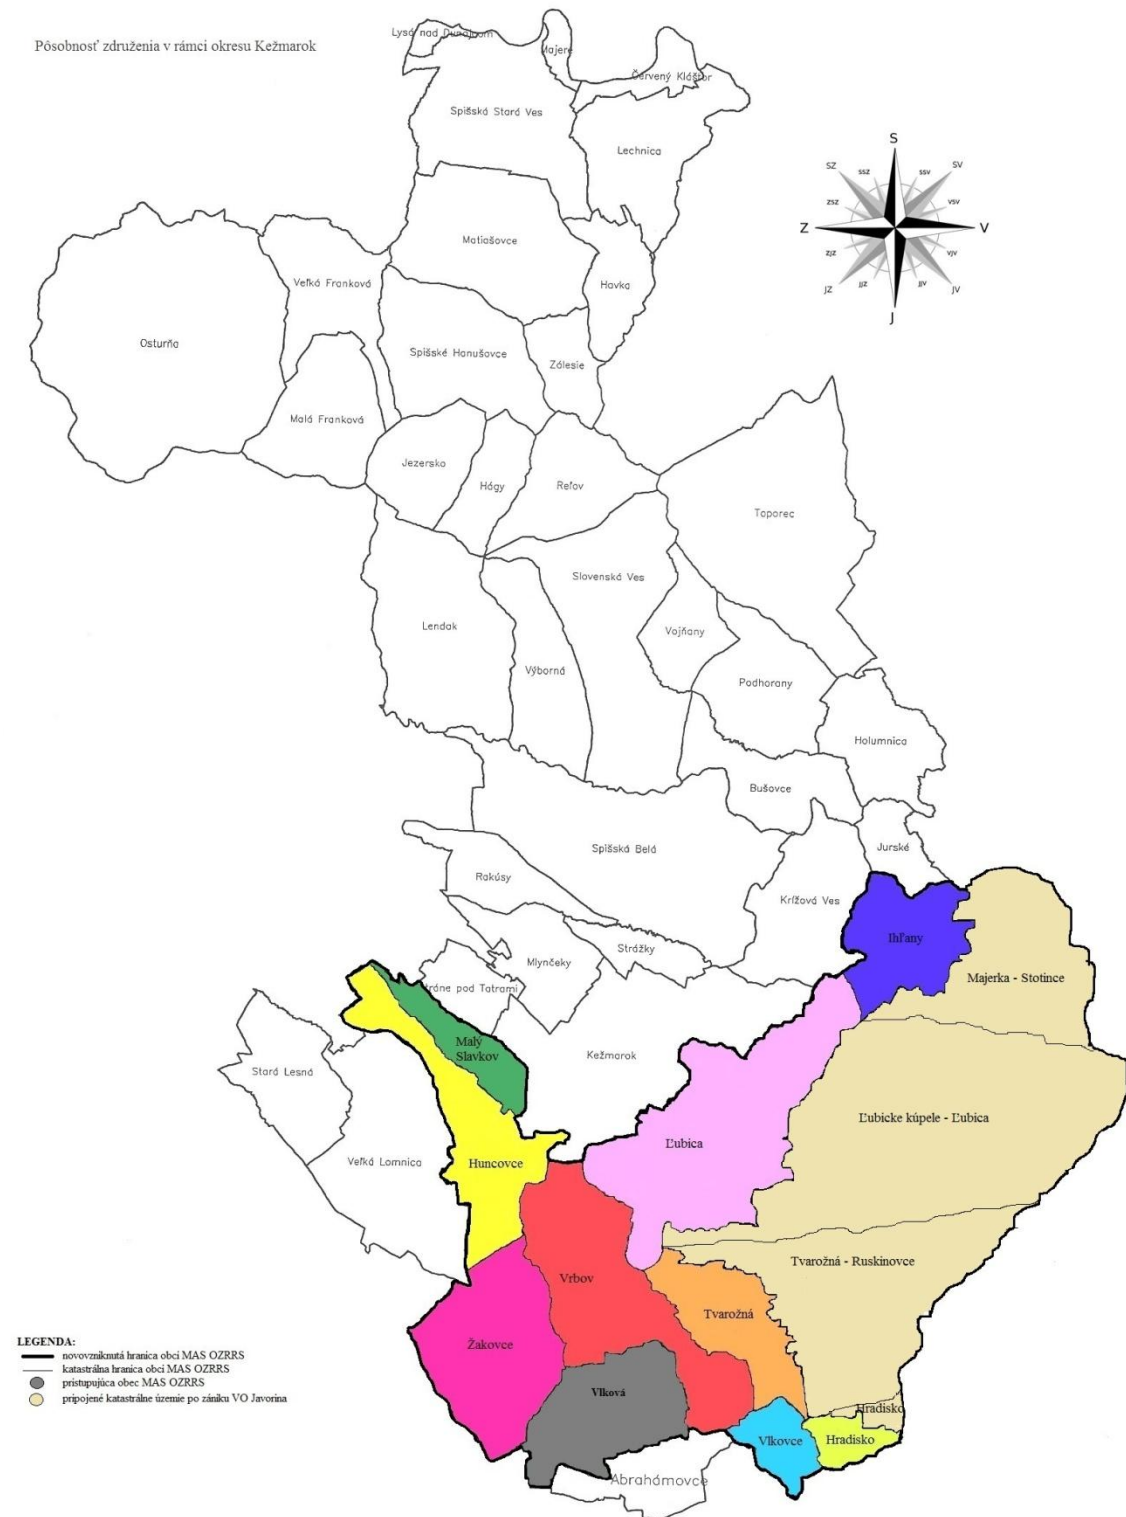 Pôsobnosť združenia v rámci okresu Kežmarok
Lysá nad Dunajcom
Majere
Červený Kláštor
Spišská Stará Ves
Lechnica
S
SZ
SSZ
SSV
SV
ZSZ
VSV
Z
V
ZJZ
VJV
JZ
JJZ
JJV
JV
J
Matiašovce
Havka
Veľká Franková
Osturňa
Spišské Hanušovce
Zálesie
Malá Franková
Jezersko
Hágy
Reľov
Toporec
Slovenská Ves
Lendak
Vojňany
Výborná
Podhorany
Holumnica
Bušovce
Spišská Belá
Jurské
Rakúsy
Krížová Ves
Ihľany
Strážky
Mlynčeky
Majerka - Stotince
pod Tatrami
Malý
Slavkov
Kežmarok
Stará Lesná
Ľubicke kúpele - Ľubica
Ľubica
Veľká Lomnica
Huncovce
Tvarožná - Ruskinovce
Vrbov
Tvarožná
Žakovce
LEGENDA:
novovzniknutá hranica obcí MAS OZRRS
katastrálna hranica obcí MAS OZRRS
pristupujúca obec MAS OZRRS
pripojené katastrálne územie po zániku VO Javorina
Vlková
Hradisko
Vlkovce
Hradisko
Abrahámovce